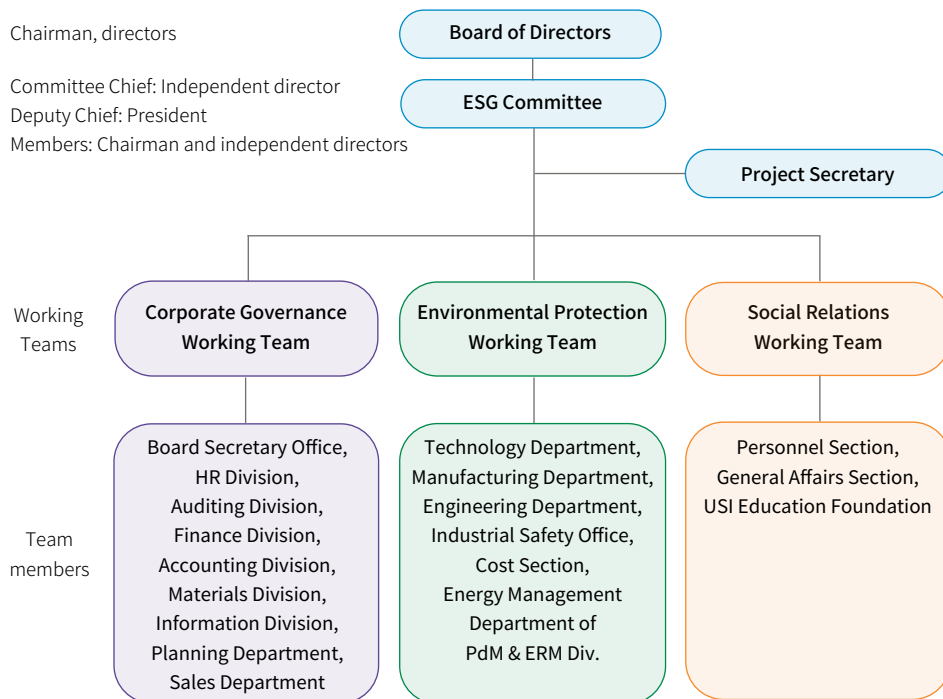 Chairman, directors
Board of Directors
Committee Chief: Independent director
Deputy Chief: President
Members: Chairman and independent directors
ESG Committee
Project Secretary
Working
Teams
Corporate Governance
Working Team
Environmental Protection
Working Team
Social Relations
Working Team
Team
members
Board Secretary Office,
HR Division,
Auditing Division,
Finance Division,
Accounting Division,
Materials Division,
Information Division,
Planning Department,
Sales Department
Technology Department,
Manufacturing Department,
Engineering Department,
Industrial Safety Office,
Cost Section,
Energy Management
Department of
PdM & ERM Div.
Personnel Section,
General Affairs Section,
USI Education Foundation